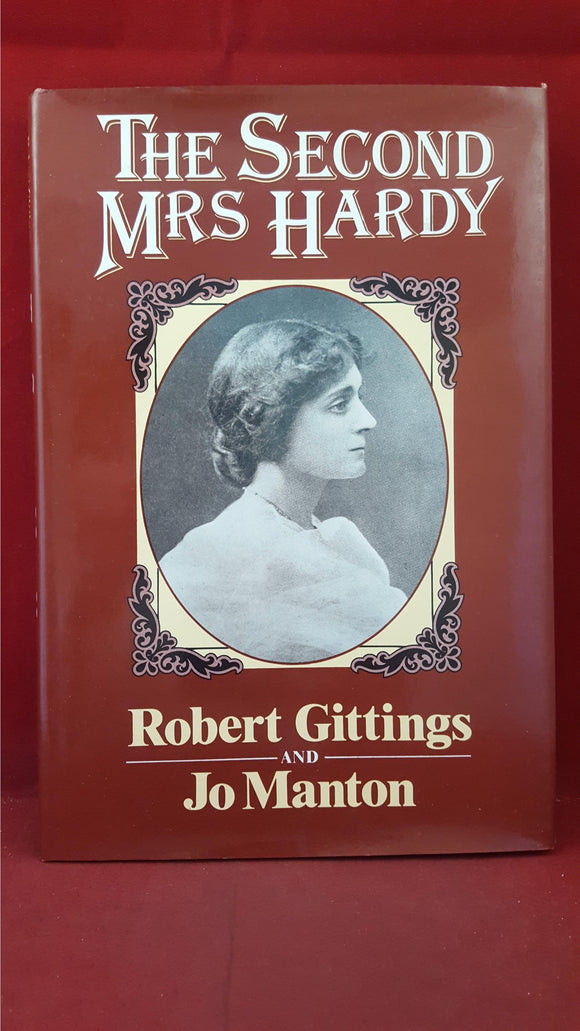 The Second
Mrs Hardy
Robert Gittings
AND
Jo Manton